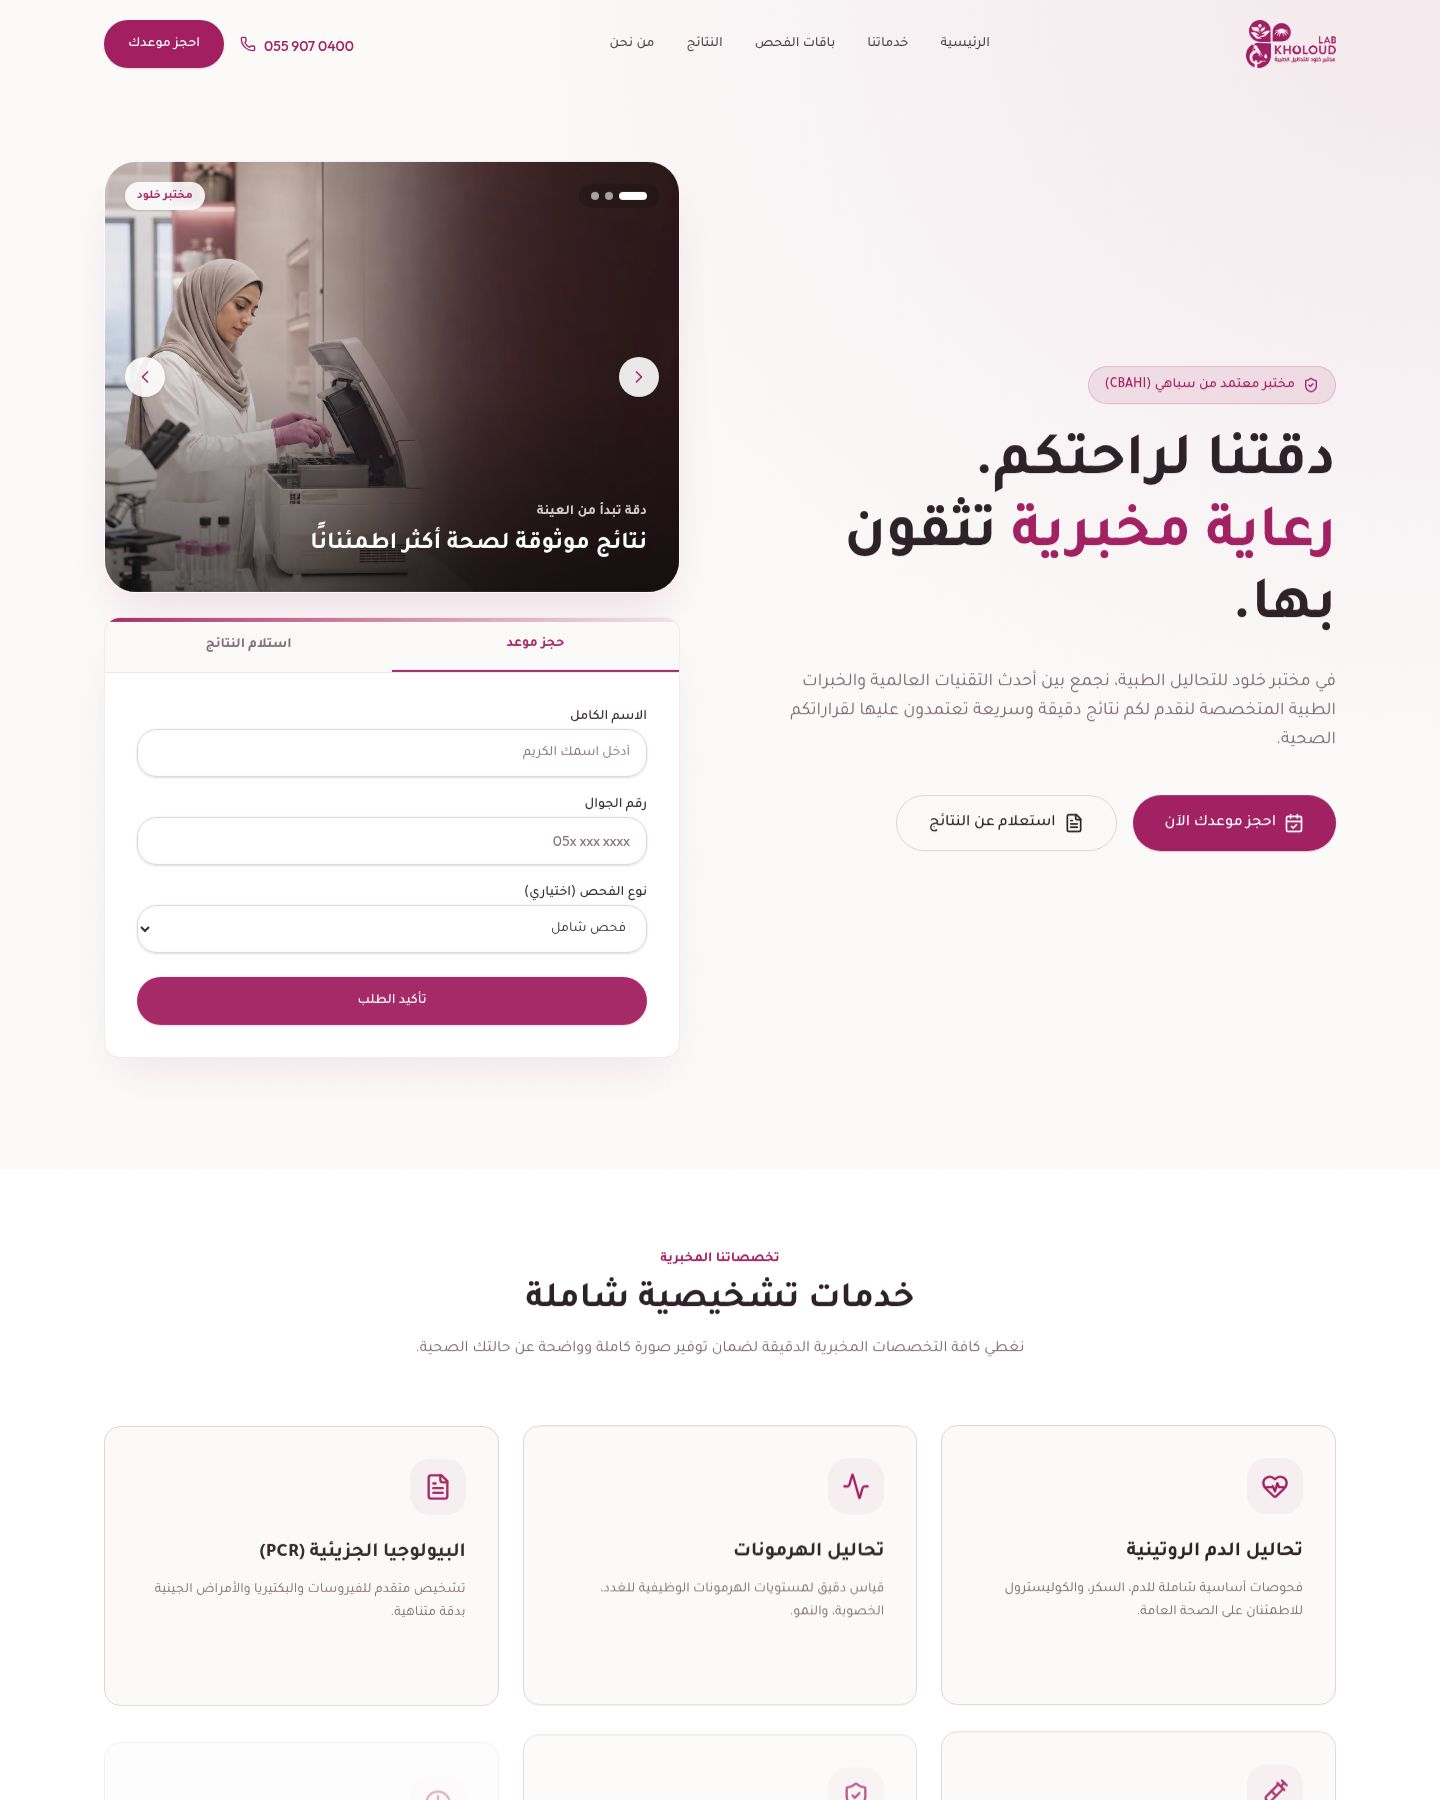 LAB
KHOLOUD
مختبر خلود للتحاليل الطبية
الرئيسية
خدماتنا
باقات الفحص
النتائج
من نحن
055 907 0400
احجز موعدك
مختبر معتمد من سباهي (CBAHI)
دقتنا لراحتكم.
رعاية مخبرية تثقون
بها.
في مختبر خلود للتحاليل الطبية، نجمع بين أحدث التقنيات العالمية والخبرات
الطبية المتخصصة لنقدم لكم نتائج دقيقة وسريعة تعتمدون عليها لقراراتكم
الصحية.
احجز موعدك الآن
استعلام عن النتائج
مختبر خلود
دقة تبدأ من العينة
نتائج موثوقة لصحة أكثر اطمئنانًا
حجز موعد
استلام النتائج
الاسم الكامل
أدخل اسمك الكريم
رقم الجوال
05x xxx xxxx
نوع الفحص (اختياري)
فحص شامل
تأكيد الطلب
تخصصاتنا المخبرية
خدمات تشخيصية شاملة
نغطي كافة التخصصات المخبرية الدقيقة لضمان توفير صورة كاملة وواضحة عن حالتك الصحية.
تحاليل الدم الروتينية
فحوصات أساسية شاملة للدم، السكر، والكوليسترول
للاطمئنان على الصحة العامة.
تحاليل الهرمونات
قياس دقيق لمستويات الهرمونات الوظيفية للغدد،
الخصوبة، والنمو.
البيولوجيا الجزيئية (PCR)
تشخيص متقدم للفيروسات والبكتيريا والأمراض الجينية
بدقة متناهية.